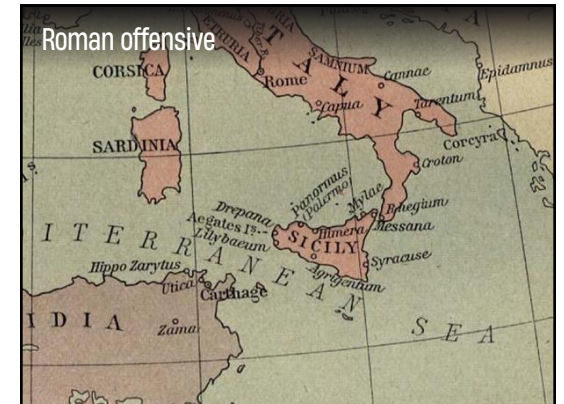 Roman offensive
ETRURIA
CORSICA
Rome
SAMNIUM
ITALY
Cannae
Capua
Tarentum
Epidamnus
Corcyra
SARDINIA
Croton
Panormus
(Palermo)
Mylae
Rhegium
Messana
Drepana
Aegates Is.
Lilybaeum
Himera
SICILY
Agrigentum
Syracuse
ITERRANEAN
SEA
Hippo Zarytus
Utica
Carthage
IDIA
Zama